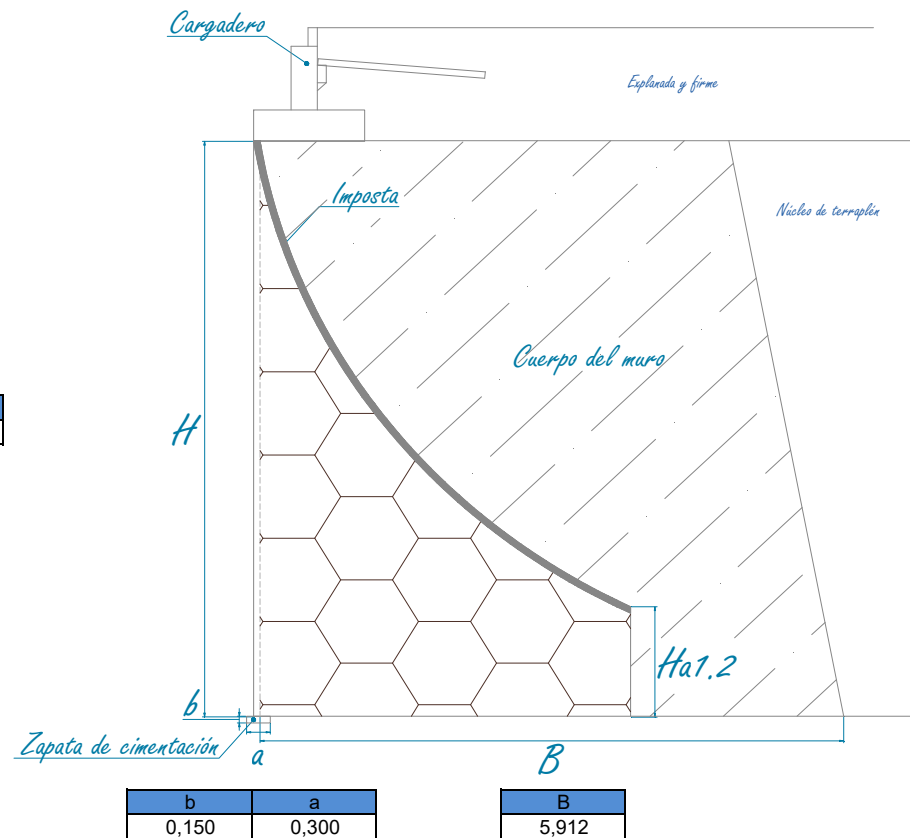 Cargadero
Explanada y firme
Imposta
Núcleo de terraplén
Cuerpo del muro
H
Ha1.2
b
Zapata de cimentación
a
B
b a
0,150 0,300
B
5,912